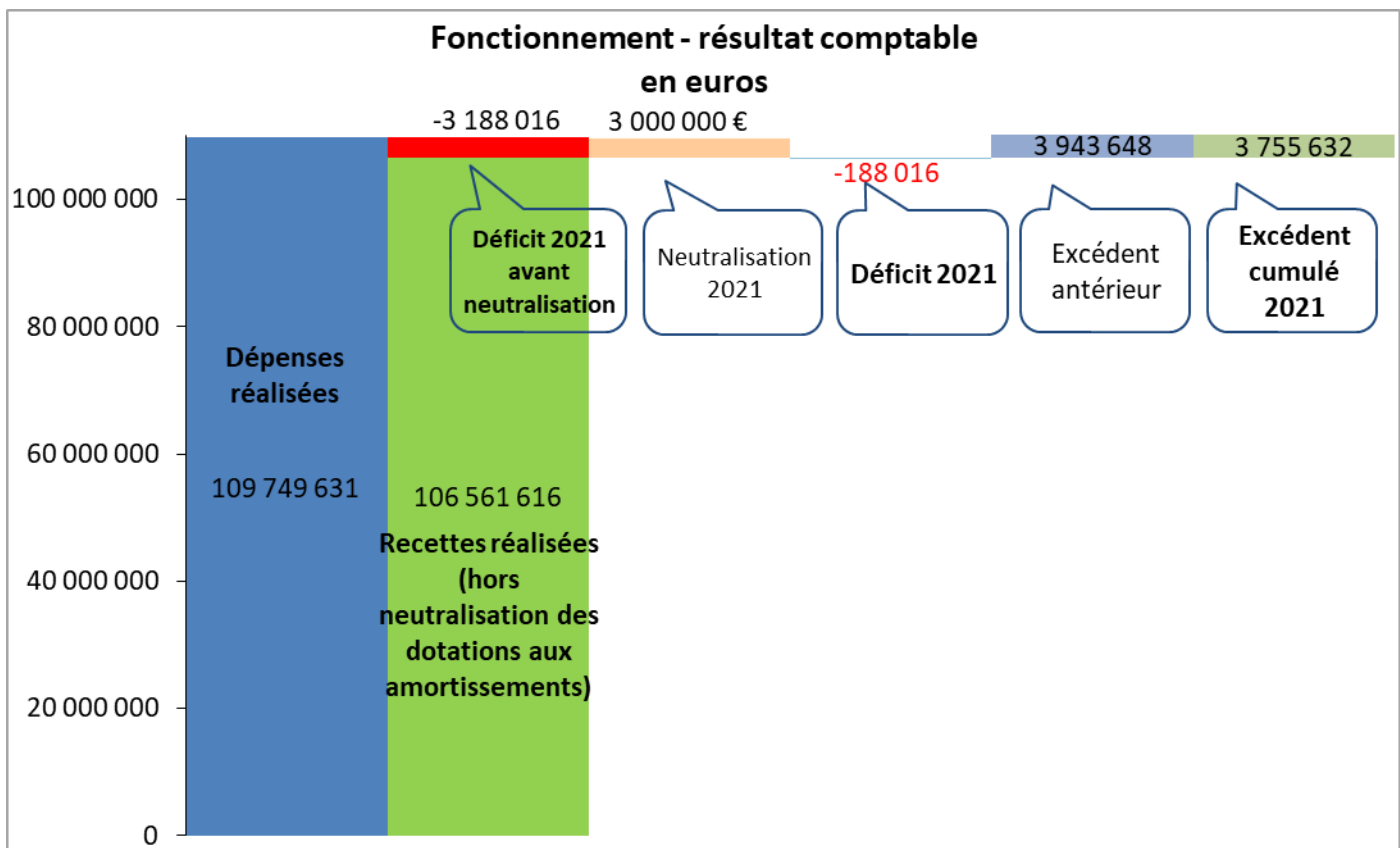 Fonctionnement - résultat comptable
en euros
-3 188 016
3 000 000 €
-188 016
3 943 648
3 755 632
100 000 000
80 000 000
60 000 000
40 000 000
20 000 000
0
Déficit 2021
avant
neutralisation
Neutralisation
2021
Déficit 2021
Excédent
antérieur
Excédent
cumulé
2021
Dépenses
réalisées
109 749 631
106 561 616
Recettes réalisées
(hors
neutralisation des
dotations aux
amortissements)